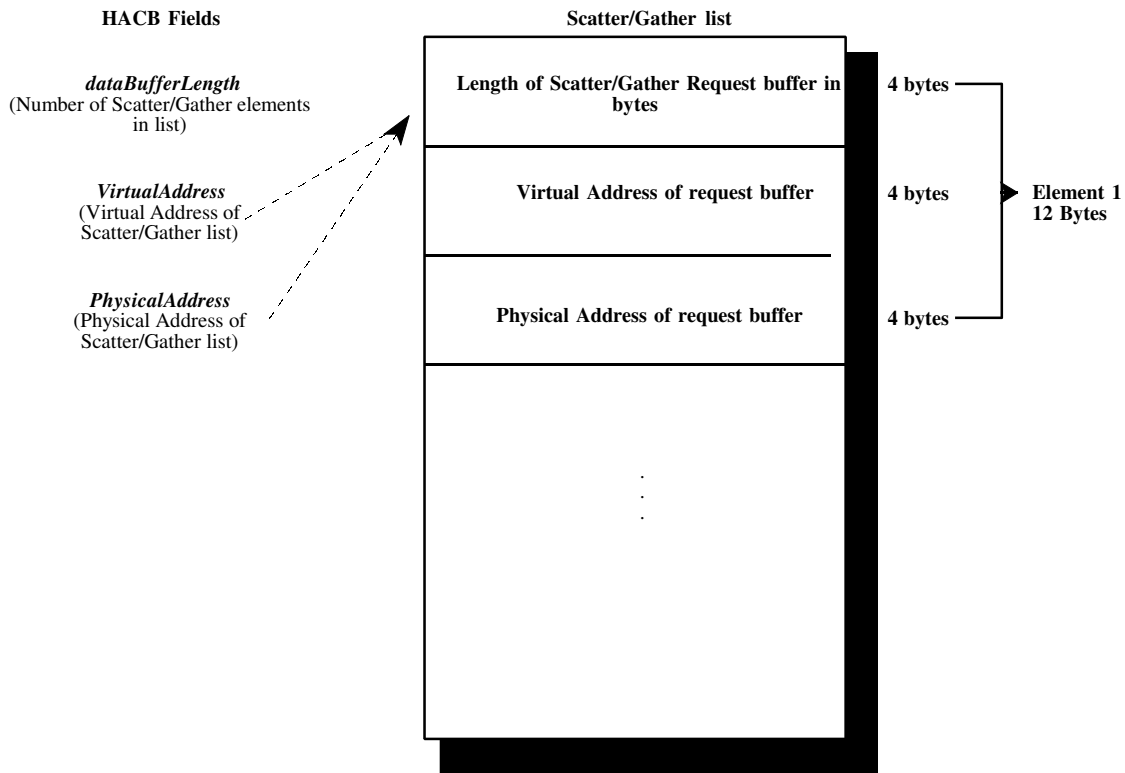 HACB Fields
Scatter/Gather list
dataBufferLength
(Number of Scatter/Gather elements
in list)
Length of Scatter/Gather Request buffer in
bytes
4 bytes
VirtualAddress
(Virtual Address of
Scatter/Gather list)
Virtual Address of request buffer
4 bytes
Element 1
12 Bytes
PhysicalAddress
(Physical Address of
Scatter/Gather list)
Physical Address of request buffer
4 bytes
.
.
.